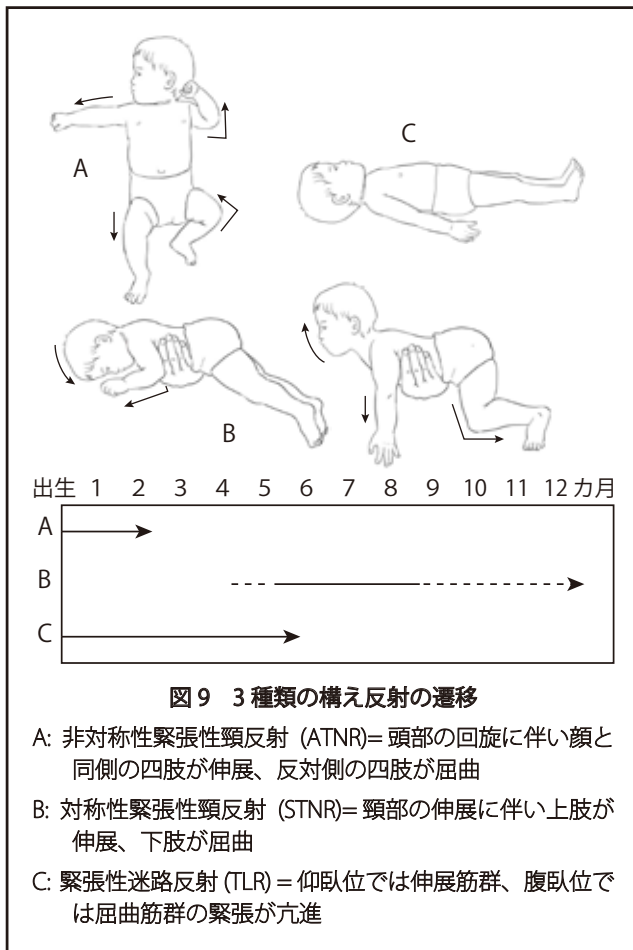 A
C
B
出生 1 2 3 4 5 6 7 8 9 10 11 12 カ月
A
B
C
図9 3種類の構え反射の遷移
A: 非対称性緊張性頸反射 (ATNR)= 頭部の回旋に伴い顔と
同側の四肢が伸展、反対側の四肢が屈曲
B: 対称性緊張性頸反射 (STNR)= 頸部の伸展に伴い上肢が
伸展、下肢が屈曲
C: 緊張性迷路反射 (TLR) = 仰臥位では伸展筋群、腹臥位で
は屈曲筋群の緊張が亢進